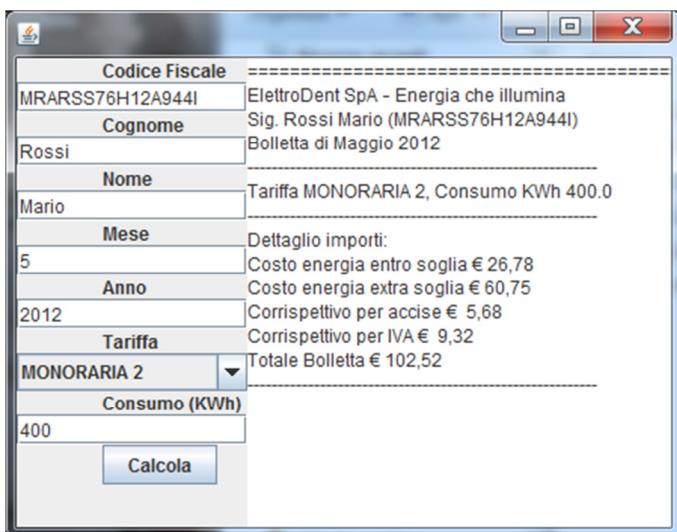 Codice Fiscale
MRARSS76H12A944I
Cognome
Rossi
Nome
Mario
Mese
5
Anno
2012
Tariffa
MONORARIA 2
Consumo (KWh)
400
Calcola
========================================
ElettroDent SpA - Energia che illumina
Sig. Rossi Mario (MRARSS76H12A944I)
Bolletta di Maggio 2012
------------------------------------------------------------
Tariffa MONORARIA 2, Consumo KWh 400.0
------------------------------------------------------------
Dettaglio importi:
Costo energia entro soglia € 26,78
Costo energia extra soglia € 60,75
Corrispettivo per accise €  5,68
Corrispettivo per IVA €  9,32
Totale Bolletta € 102,52
------------------------------------------------------------